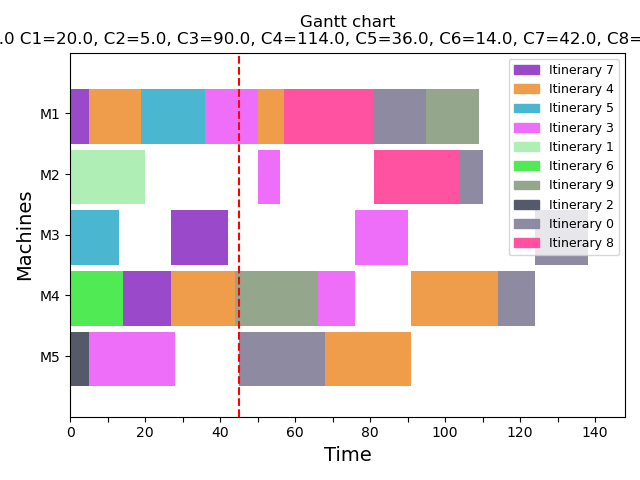 Gantt chart
.0 C1=20.0, C2=5.0, C3=90.0, C4=114.0, C5=36.0, C6=14.0, C7=42.0, C8=
M1
M2
M3
M4
M5
Machines
0
20
40
60
80
100
120
140
Time
Itinerary 7
Itinerary 4
Itinerary 5
Itinerary 3
Itinerary 1
Itinerary 6
Itinerary 9
Itinerary 2
Itinerary 0
Itinerary 8